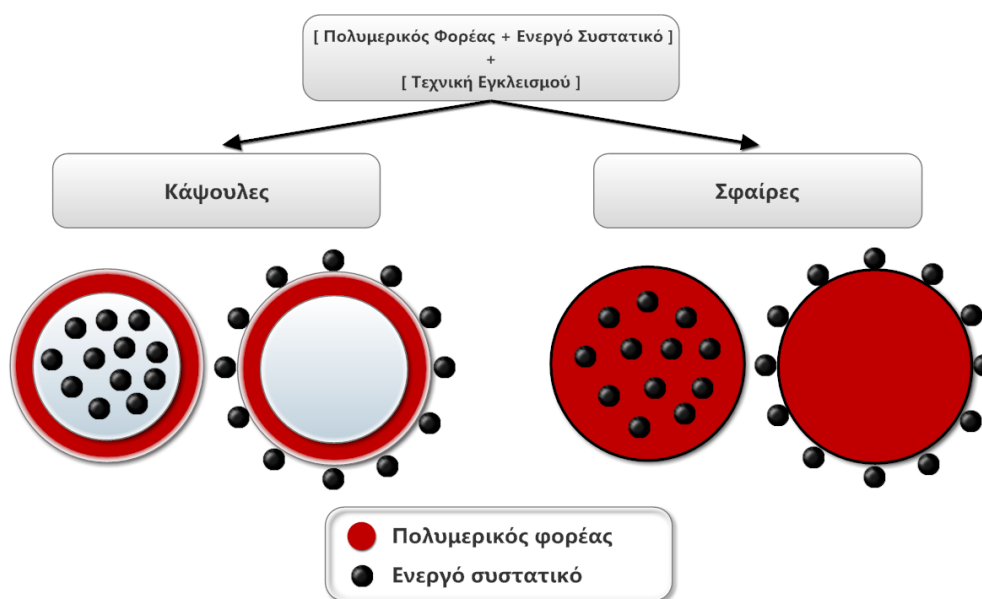 [ Πολυμερικός Φορέας + Ενεργό Συστατικό ]
+
[ Τεχνική Εγκλεισμού ]
Κάψουλες
Σφαίρες
Πολυμερικός φορέας
Ενεργό συστατικό